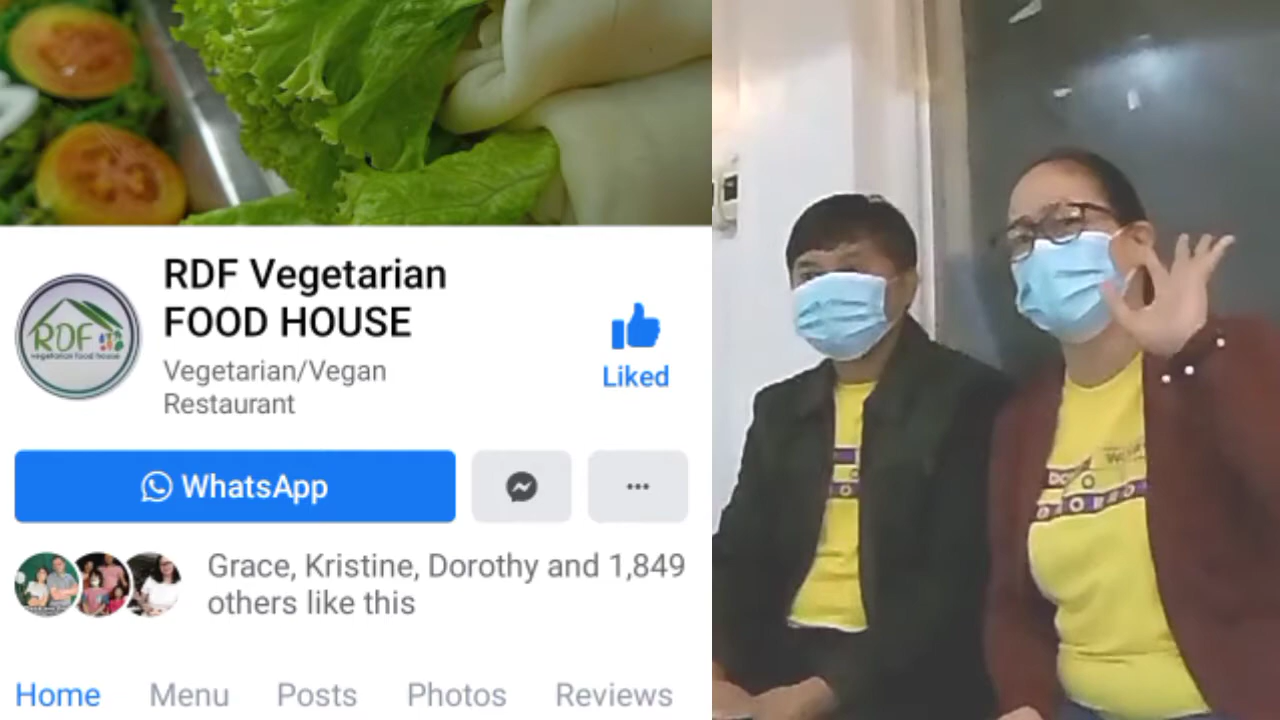 RDF Vegetarian
FOOD HOUSE
Vegetarian/Vegan
Restaurant
Liked
WhatsApp
Grace, Kristine, Dorothy and 1,849
others like this
Home
Menu
Posts
Photos
Reviews
RDF
vegetarian food house